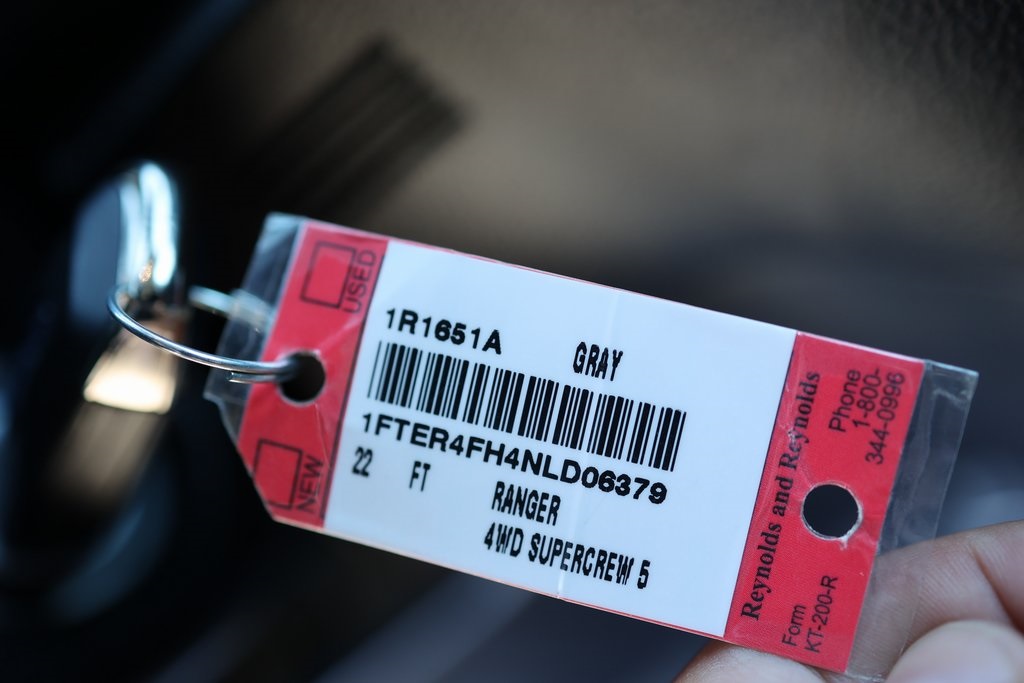 USED
NEW
1R1651A
GRAY
1FTER4FH4NLD06379
22 FT
RANGER
4WD SUPERCREW 5
Reynolds and Reynolds
Phone
1-800-
344-0996
Form
KT-200-R